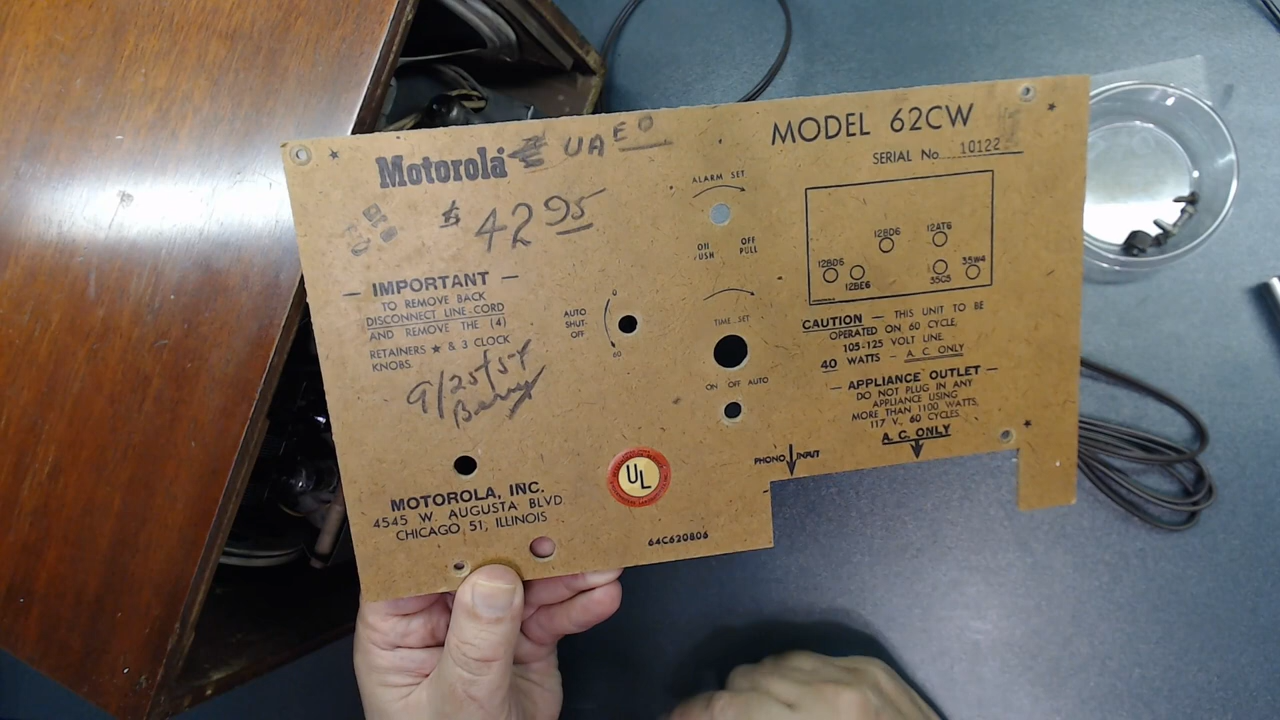 Motorola
UAEO
$ 42.95
— IMPORTANT —
TO REMOVE BACK
DISCONNECT LINE-CORD
AND REMOVE THE (4)
RETAINERS ★ & 3 CLOCK
KNOBS
9/25/54
MOTOROLA, INC.
4545 W. AUGUSTA BLVD
CHICAGO 51, ILLINOIS
ALARM SET
OFF
PULL
AUTO
SHUT-
OFF
0
60
TIME SET
ON OFF AUTO
UL
64C620806
MODEL 62CW
SERIAL No 10122
12BD6
12AT6
12BD6
12BE6
35C5
35W4
CAUTION — THIS UNIT TO BE
OPERATED ON 60 CYCLE,
105-125 VOLT LINE.
40 WATTS — A. C. ONLY
— APPLIANCE OUTLET —
DO NOT PLUG IN ANY
APPLIANCE USING
MORE THAN 1100 WATTS,
117 V., 60 CYCLES
A. C. ONLY
PHONO INPUT